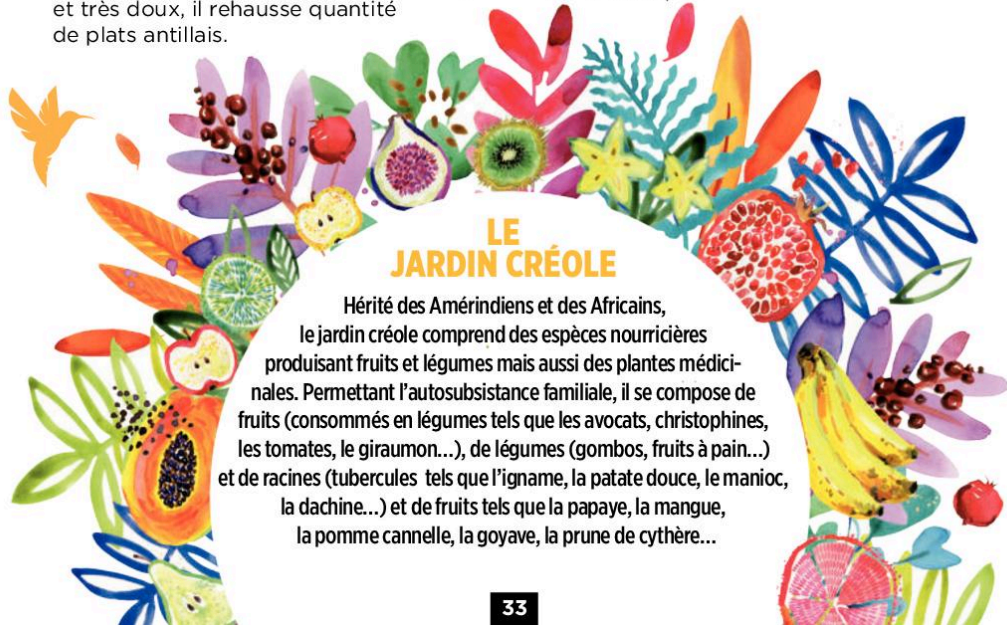 et très doux, il rehausse quantité
de plats antillais.
LE
JARDIN CRÉOLE
Hérité des Amérindiens et des Africains,
le jardin créole comprend des espèces nourricières
produisant fruits et légumes mais aussi des plantes médici-
nales. Permettant l'autosubsistance familiale, il se compose de
fruits (consommés en légumes tels que les avocats, christophines,
les tomates, le giraumon...), de légumes (gombos, fruits à pain...)
et de racines (tubercules tels que l'igname, la patate douce, le manioc,
la dachine...) et de fruits tels que la papaye, la mangue,
la pomme cannelle, la goyave, la prune de cythère...
33